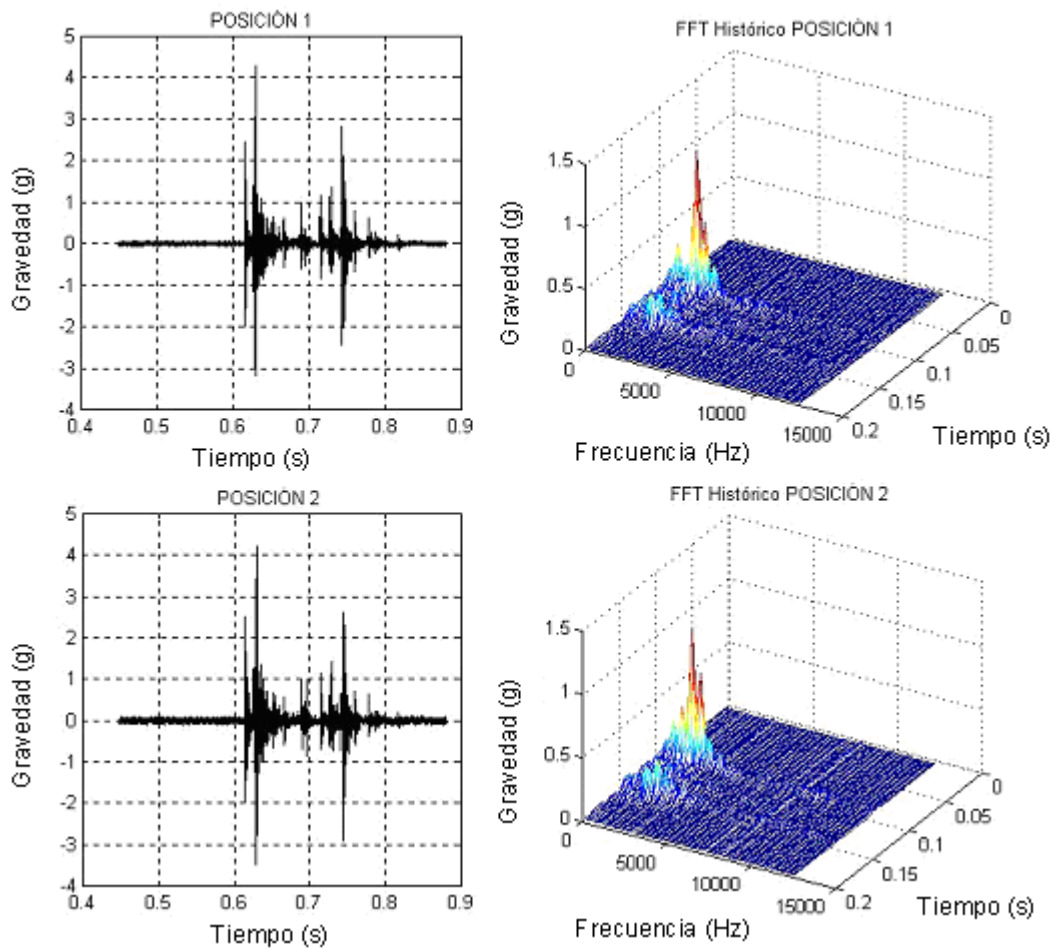 POSICIÓN 1
5
4
3
2
1
0
-1
-2
-3
-4
0.4 0.5 0.6 0.7 0.8 0.9
Gravedad (g)
Tiempo (s)
FFT Histórico POSICIÓN 1
1.5
1
0.5
0
0 5000 10000 15000
0 0.05 0.1 0.15 0.2
Gravedad (g)
Frecuencia (Hz)
Tiempo (s)
POSICIÓN 2
5
4
3
2
1
0
-1
-2
-3
-4
0.4 0.5 0.6 0.7 0.8 0.9
Gravedad (g)
Tiempo (s)
FFT Histórico POSICIÓN 2
1.5
1
0.5
0
0 5000 10000 15000
0 0.05 0.1 0.15 0.2
Gravedad (g)
Frecuencia (Hz)
Tiempo (s)